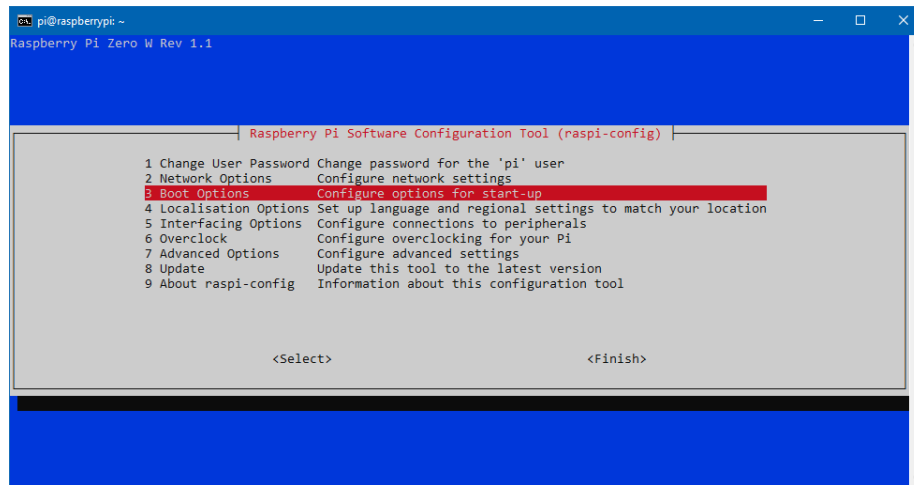 pi@raspberrypi: ~
Raspberry Pi Zero W Rev 1.1
Raspberry Pi Software Configuration Tool (raspi-config)
1 Change User Password Change password for the 'pi' user
2 Network Options Configure network settings
3 Boot Options Configure options for start-up
4 Localisation Options Set up language and regional settings to match your location
5 Interfacing Options Configure connections to peripherals
6 Overclock Configure overclocking for your Pi
7 Advanced Options Configure advanced settings
8 Update Update this tool to the latest version
9 About raspi-config Information about this configuration tool
<Select> <Finish>